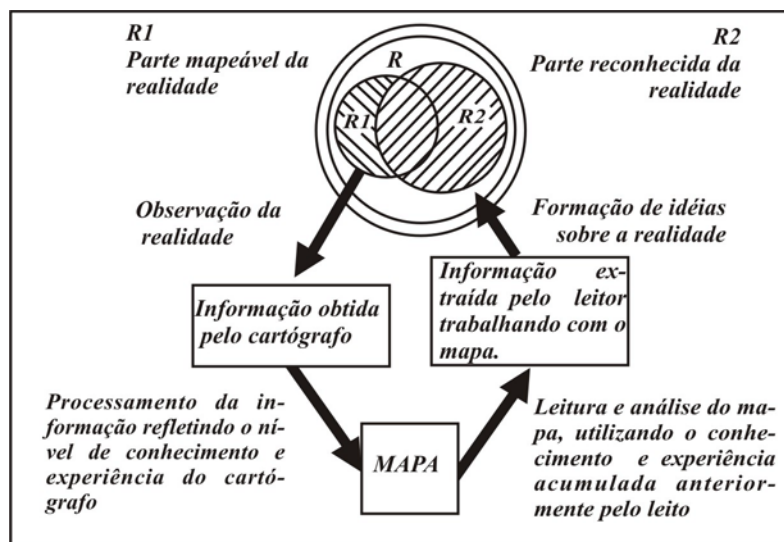 R1
Parte mapeável da
realidade
R2
Parte reconhecida da
realidade
R
R1
R2
Observação da
realidade
Formação de idéias
sobre a realidade
Informação obtida
pelo cartógrafo
Informação ex-
traída pelo leitor
trabalhando com o
mapa.
Processamento da in-
formação refletindo o ní-
vel de conhecimento e
experiência do cartó-
grafo
MAPA
Leitura e análise do ma-
pa, utilizando o conhe-
cimento e experiência
acumulada anterior-
mente pelo leito